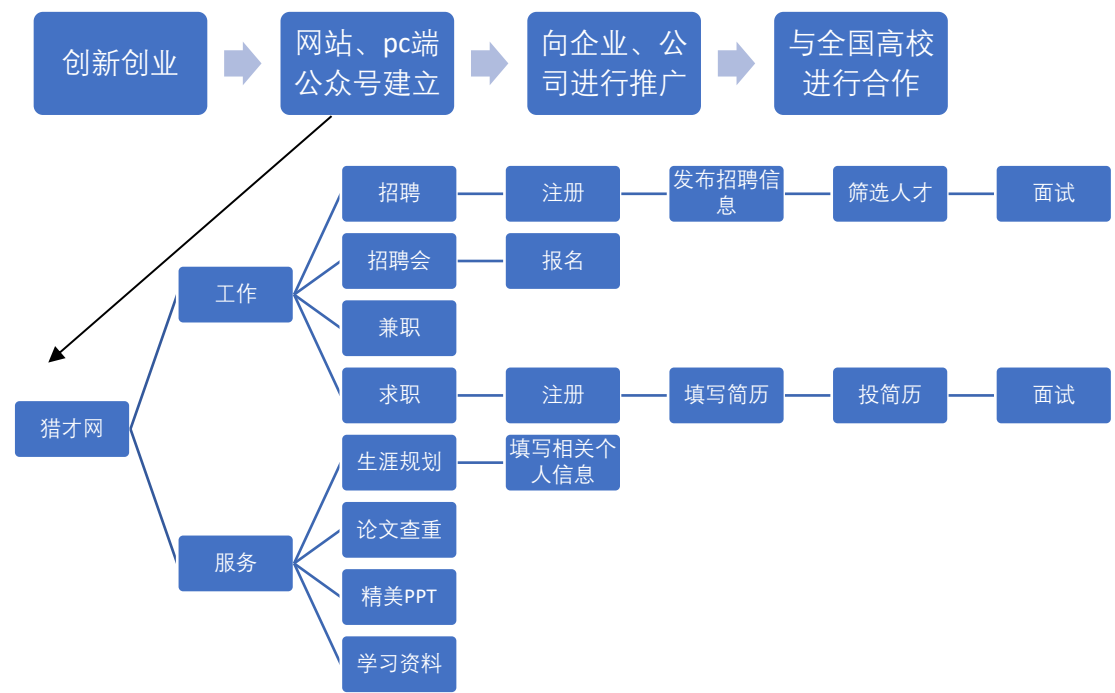 创新创业
网站、pc端
公众号建立
向企业、公
司进行推广
与全国高校
进行合作
招聘
注册
发布招聘信
息
筛选人才
面试
招聘会
报名
工作
兼职
求职
注册
填写简历
投简历
面试
猎才网
生涯规划
填写相关个
人信息
论文查重
服务
精美PPT
学习资料